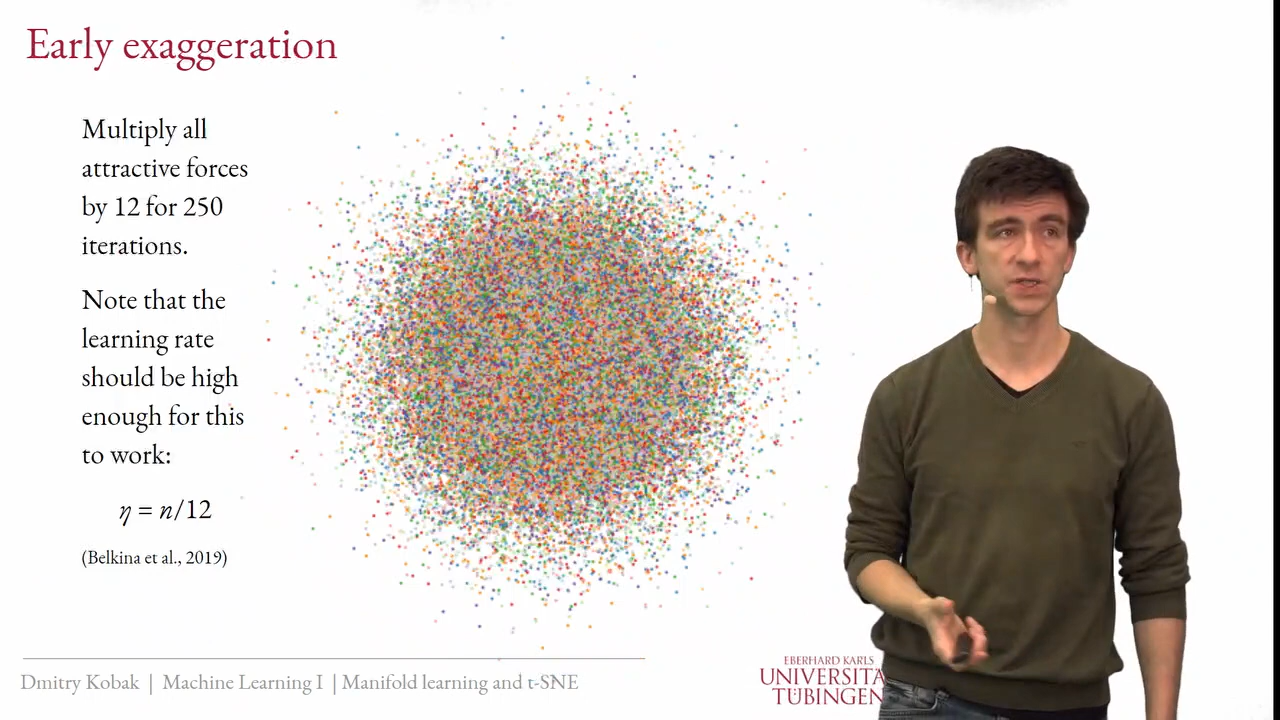 Early exaggeration
Multiply all
attractive forces
by 12 for 250
iterations.
Note that the
learning rate
should be high
enough for this
to work:
η = n/12
(Belkina et al., 2019)
Dmitry Kobak | Machine Learning I | Manifold learning and t-SNE
EBERHARD KARLS
UNIVERSITÄ
TÜBINGEN